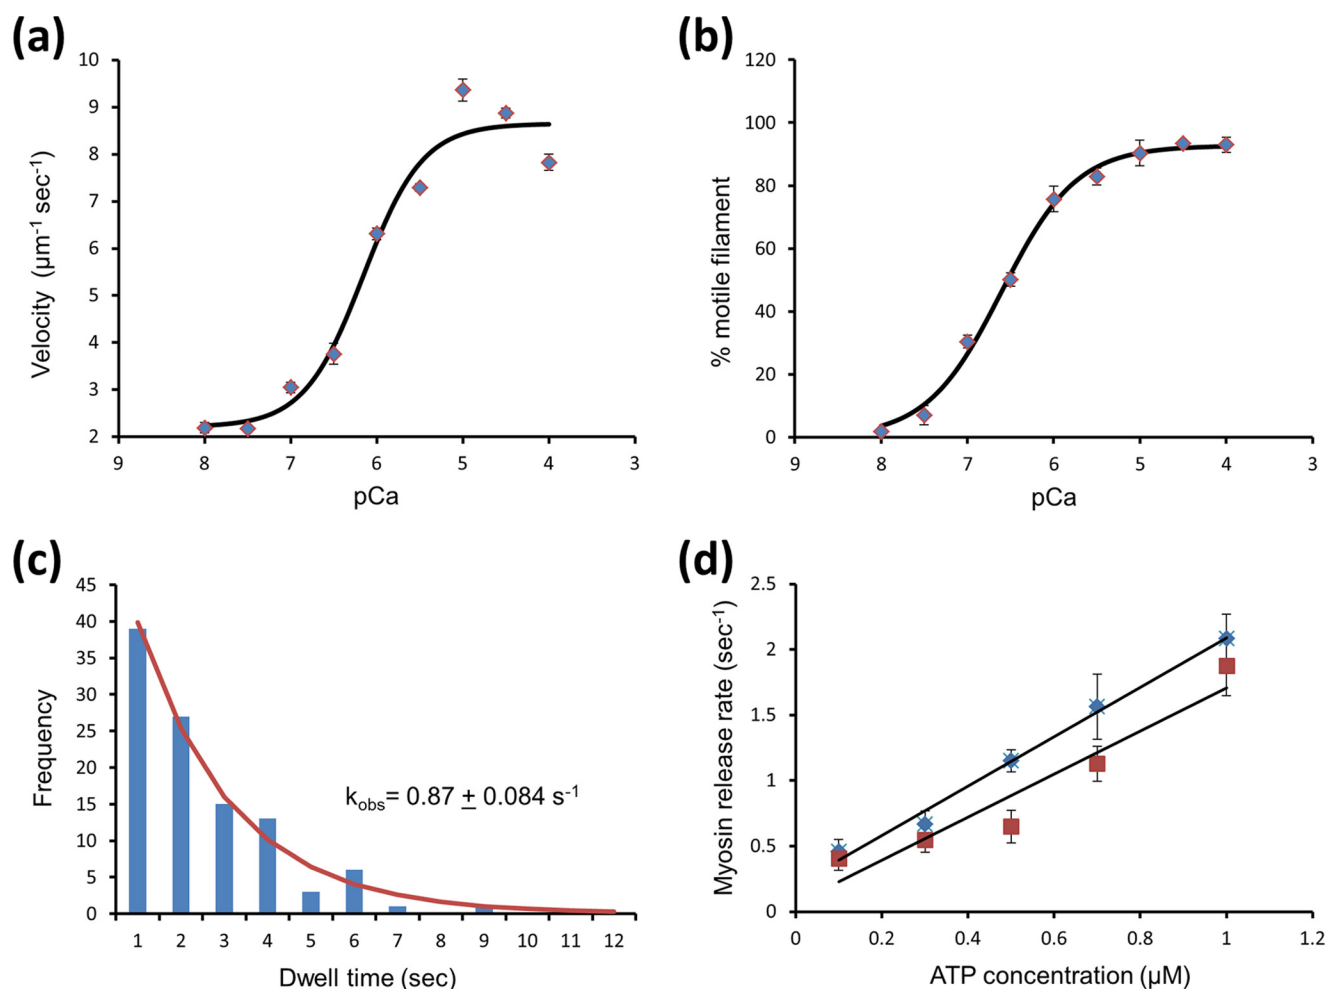 (a)
10
9
8
7
6
5
4
3
2
Velocity (µm⁻¹ sec⁻¹)
9 8 7 6 5 4 3
pCa
(b)
120
100
80
60
40
20
0
% motile filament
9 8 7 6 5 4 3
pCa
(c)
45
40
35
30
25
20
15
10
5
0
Frequency
k_obs= 0.87 ± 0.084 s⁻¹
1 2 3 4 5 6 7 8 9 10 11 12
Dwell time (sec)
(d)
2.5
2
1.5
1
0.5
0
Myosin release rate (sec⁻¹)
0 0.2 0.4 0.6 0.8 1 1.2
ATP concentration (µM)